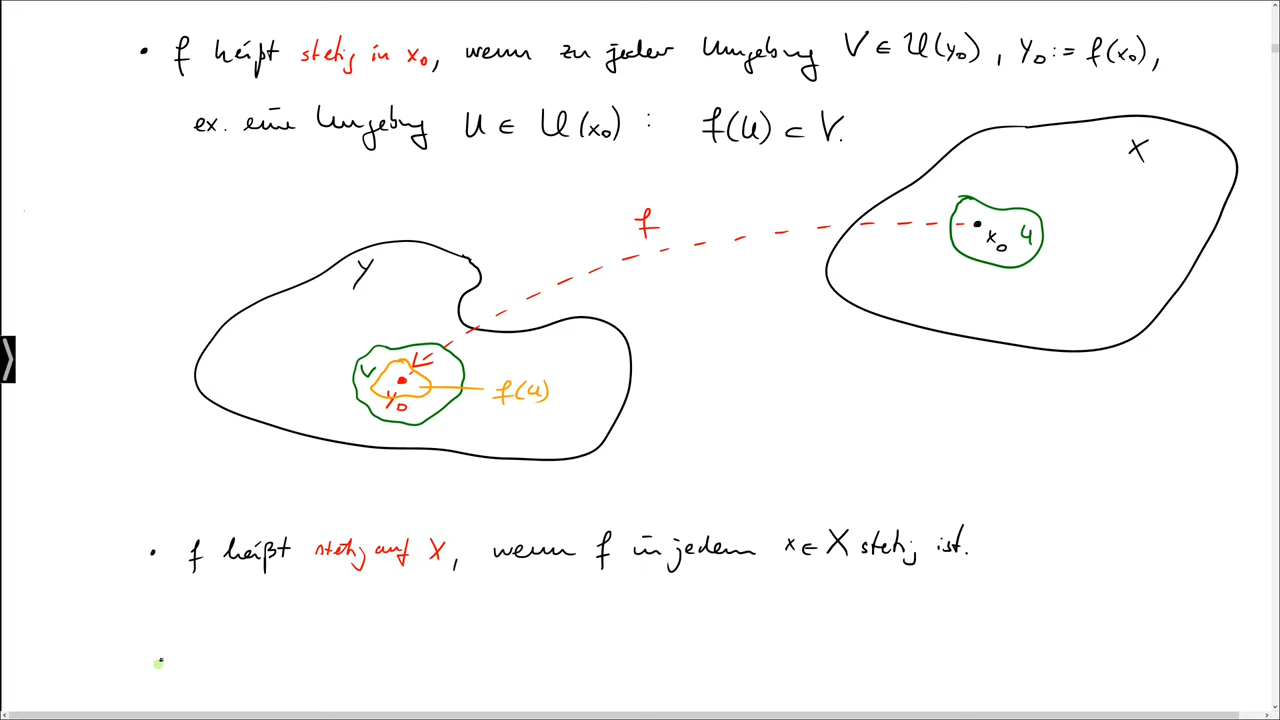 • f heißt stetig in x₀, wenn zu jeder Umgebung V ∈ U(y₀), y₀ := f(x₀),
ex. eine Umgebung U ∈ U(x₀) : f(U) ⊂ V.
X
f
x₀ U
Y
V
y₀
f(U)
• f heißt stetig auf X, wenn f in jedem x ∈ X stetig ist.